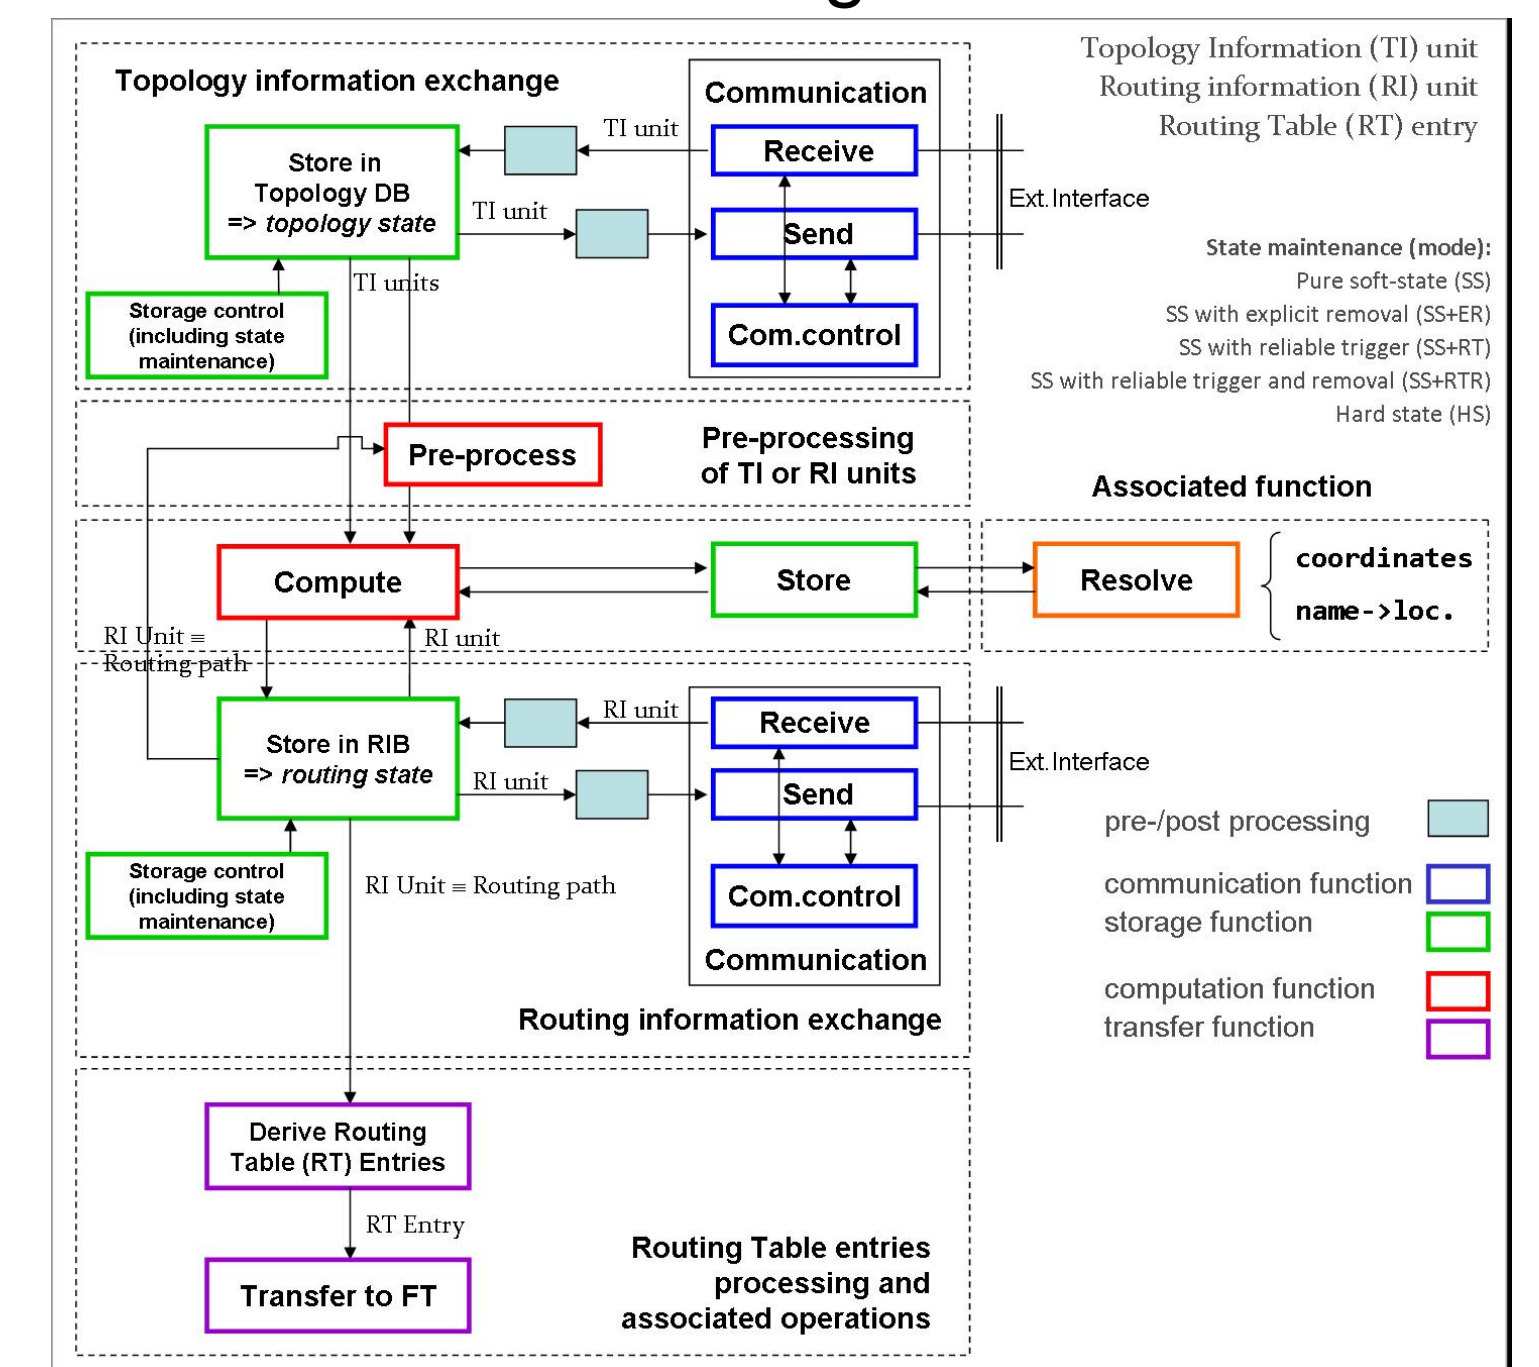 Topology Information (TI) unit
Routing information (RI) unit
Routing Table (RT) entry
Topology information exchange
Communication
TI unit
Receive
Store in
Topology DB
=> topology state
TI unit
Send
Ext.Interface
State maintenance (mode):
Pure soft-state (SS)
SS with explicit removal (SS+ER)
SS with reliable trigger (SS+RT)
SS with reliable trigger and removal (SS+RTR)
Hard state (HS)
TI units
Storage control
(including state
maintenance)
Com.control
Pre-process
Pre-processing
of TI or RI units
Associated function
Compute
Store
Resolve
coordinates
name->loc.
RI Unit ≡
Routing path
RI unit
RI unit
Receive
Store in RIB
=> routing state
RI unit
Send
Ext.Interface
Storage control
(including state
maintenance)
RI Unit ≡ Routing path
Com.control
Communication
Routing information exchange
pre-/post processing
communication function
storage function
computation function
transfer function
Derive Routing
Table (RT) Entries
RT Entry
Transfer to FT
Routing Table entries
processing and
associated operations